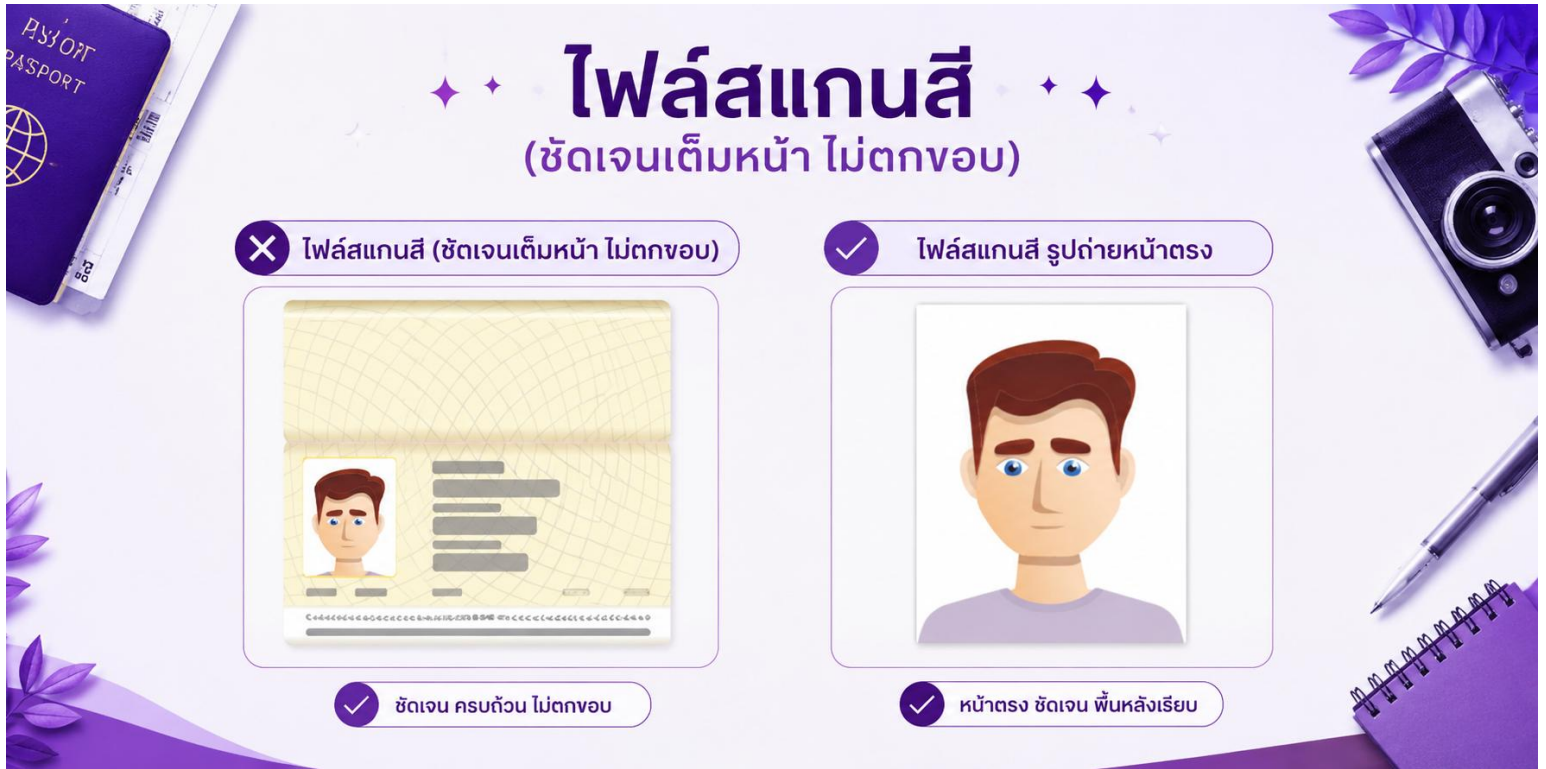 PASSPORT
ไฟล์สแกนสี
(ชัดเจนเต็มหน้า ไม่ตกขอบ)
ไฟล์สแกนสี (ชัตเจนเต็มหน้า ไม่ตกขอบ)
ไฟล์สแกนสี รูปถ่ายหน้าตรง
ชัดเจน ครบถ้วน ไม่ตกขอบ
หน้าตรง ชัดเจน พื้นหลังเรียบ